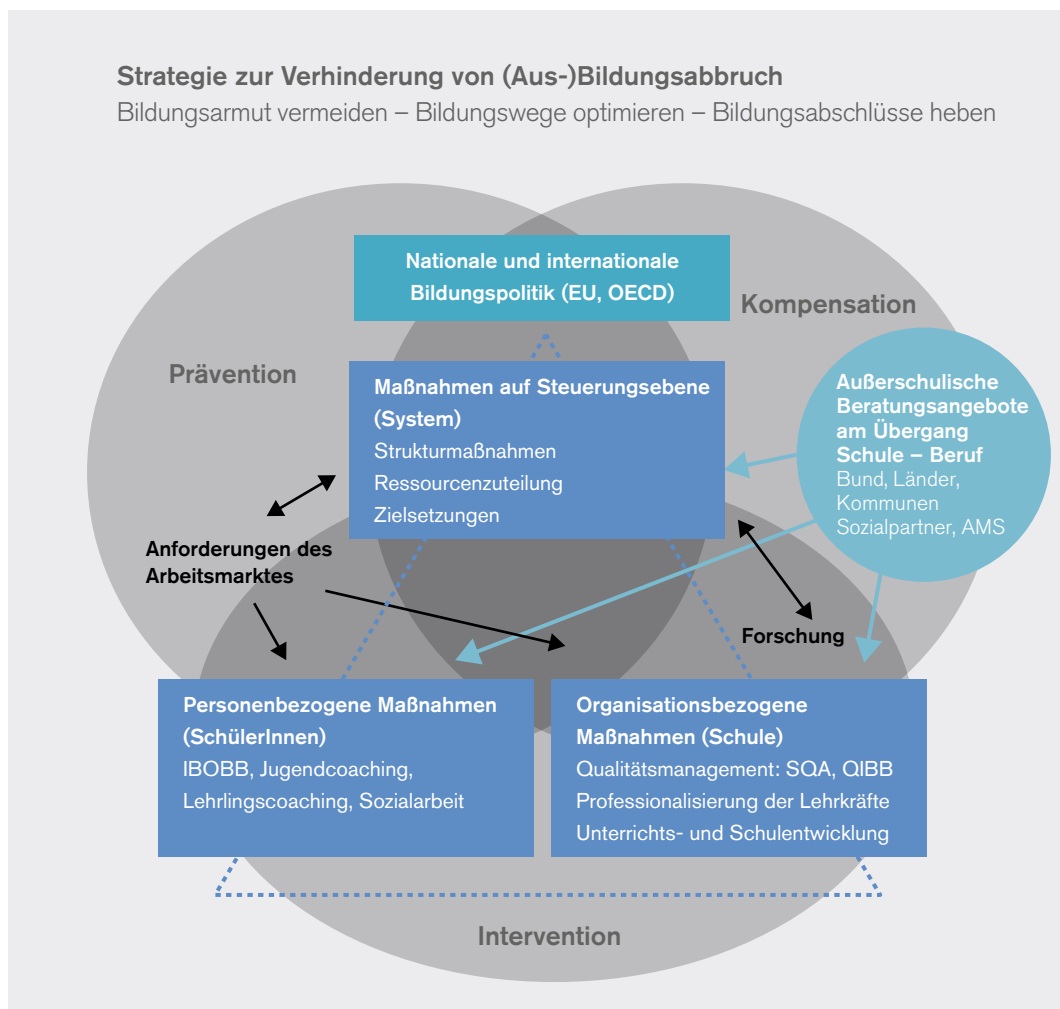 Strategie zur Verhinderung von (Aus-)Bildungsabbruch
Bildungsarmut vermeiden – Bildungswege optimieren – Bildungsabschlüsse heben
Nationale und internationale
Bildungspolitik (EU, OECD)
Kompensation
Prävention
Maßnahmen auf Steuerungsebene
(System)
Strukturmaßnahmen
Ressourcenzuteilung
Zielsetzungen
Außerschulische
Beratungsangebote
am Übergang
Schule – Beruf
Bund, Länder,
Kommunen
Sozialpartner, AMS
Anforderungen des
Arbeitsmarktes
Forschung
Personenbezogene Maßnahmen
(SchülerInnen)
IBOBB, Jugendcoaching,
Lehrlingscoaching, Sozialarbeit
Organisationsbezogene
Maßnahmen (Schule)
Qualitätsmanagement: SQA, QIBB
Professionalisierung der Lehrkräfte
Unterrichts- und Schulentwicklung
Intervention